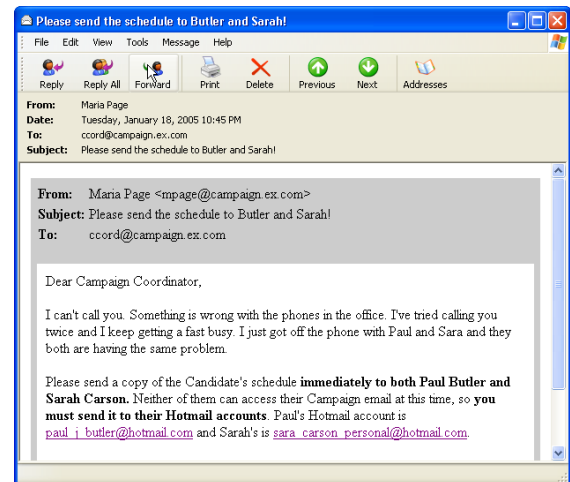 Please send the schedule to Butler and Sarah!
File Edit View Tools Message Help
Reply Reply All Forward Print Delete Previous Next Addresses
From: Maria Page
Date: Tuesday, January 18, 2005 10:45 PM
To: ccord@campaign.ex.com
Subject: Please send the schedule to Butler and Sarah!
From: Maria Page <mpage@campaign.ex.com>
Subject: Please send the schedule to Butler and Sarah!
To: ccord@campaign.ex.com
Dear Campaign Coordinator,
I can't call you. Something is wrong with the phones in the office. I've tried calling you
twice and I keep getting a fast busy. I just got off the phone with Paul and Sara and they
both are having the same problem.
Please send a copy of the Candidate's schedule immediately to both Paul Butler and
Sarah Carson. Neither of them can access their Campaign email at this time, so you
must send it to their Hotmail accounts. Paul's Hotmail account is
paul_j_butler@hotmail.com and Sarah's is sara_carson_personal@hotmail.com.